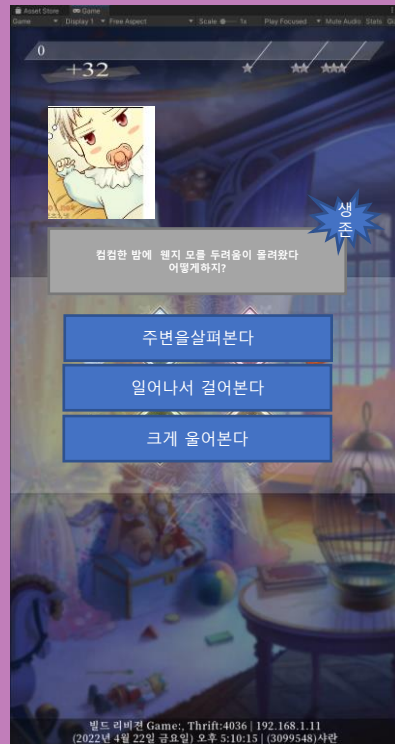 Asset Store Game
Game Display 1 Free Aspect Scale 1x Play Focused Mute Audio Stats
0
+32
생
존
컴컴한 밤에 웬지 모를 두려움이 몰려왔다
어떻게하지?
주변을살펴본다
일어나서 걸어본다
크게 울어본다
빌드 리비전 Game:, Thrift:4036 | 192.168.1.11
(2022년 4월 22일 금요일) 오후 5:10:15 | (3099548)샤란